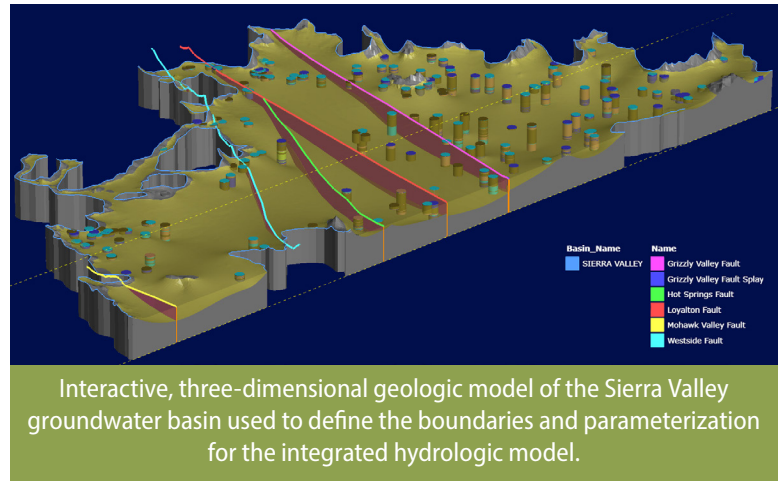 Basin_Name
SIERRA VALLEY
Name
Grizzly Valley Fault
Grizzly Valley Fault Splay
Hot Springs Fault
Loyalton Fault
Mohawk Valley Fault
Westside Fault
Interactive, three-dimensional geologic model of the Sierra Valley
groundwater basin used to define the boundaries and parameterization
for the integrated hydrologic model.